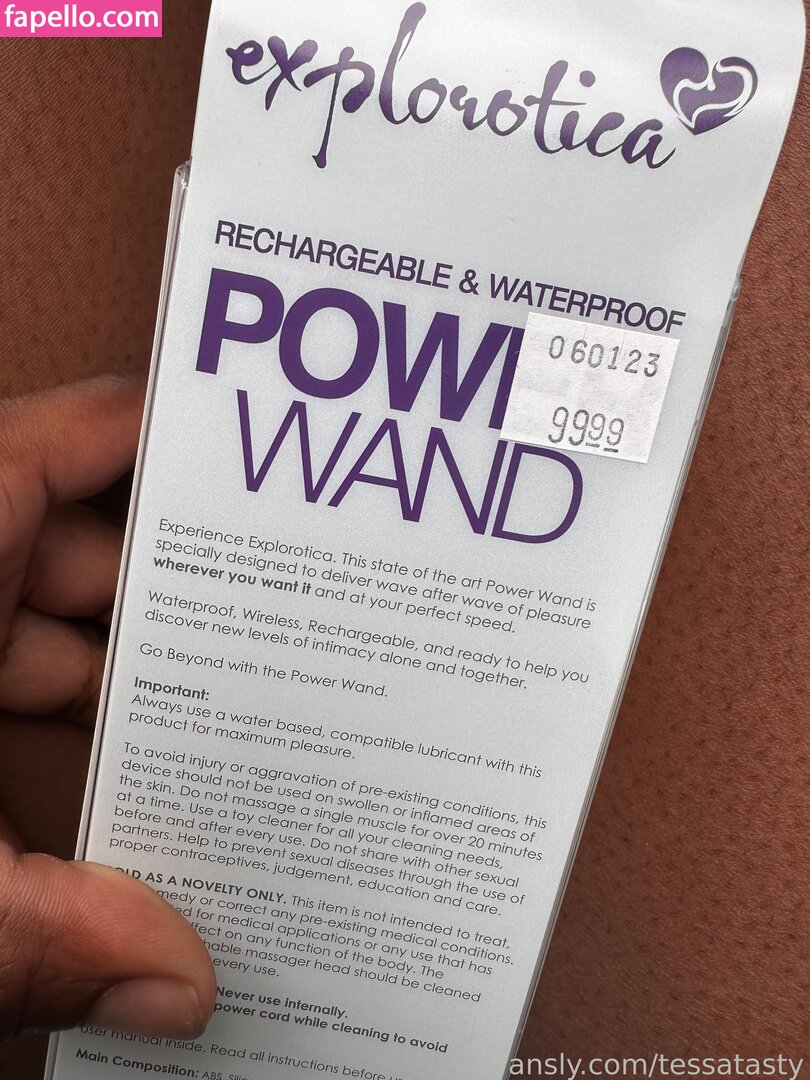 fapello.com
explorotica
RECHARGEABLE & WATERPROOF
POW
060123
9999
WAND
Experience Explorotica. This state of the art Power Wand is
specially designed to deliver wave after wave of pleasure
wherever you want it and at your perfect speed.
Waterproof, Wireless, Rechargeable, and ready to help you
discover new levels of intimacy alone and together.
Go Beyond with the Power Wand.
Important:
Always use a water based, compatible lubricant with this
product for maximum pleasure.
To avoid injury or aggravation of pre-existing conditions, this
device should not be used on swollen or inflamed areas of
the skin. Do not massage a single muscle for over 20 minutes
at a time. Use a toy cleaner for all your cleaning needs,
before and after every use. Do not share with other sexual
partners. Help to prevent sexual diseases through the use of
proper contraceptives, judgement, education and care.
AS A NOVELTY ONLY. This item is not intended to treat,
or correct any pre-existing medical conditions.
for medical applications or any use that has
on any function of the body. The
massager head should be cleaned
every use.
Never use internally.
power cord while cleaning to avoid
user manual inside. Read all instructions before
Main Composition: ABS,
ansly.com/tessatasty